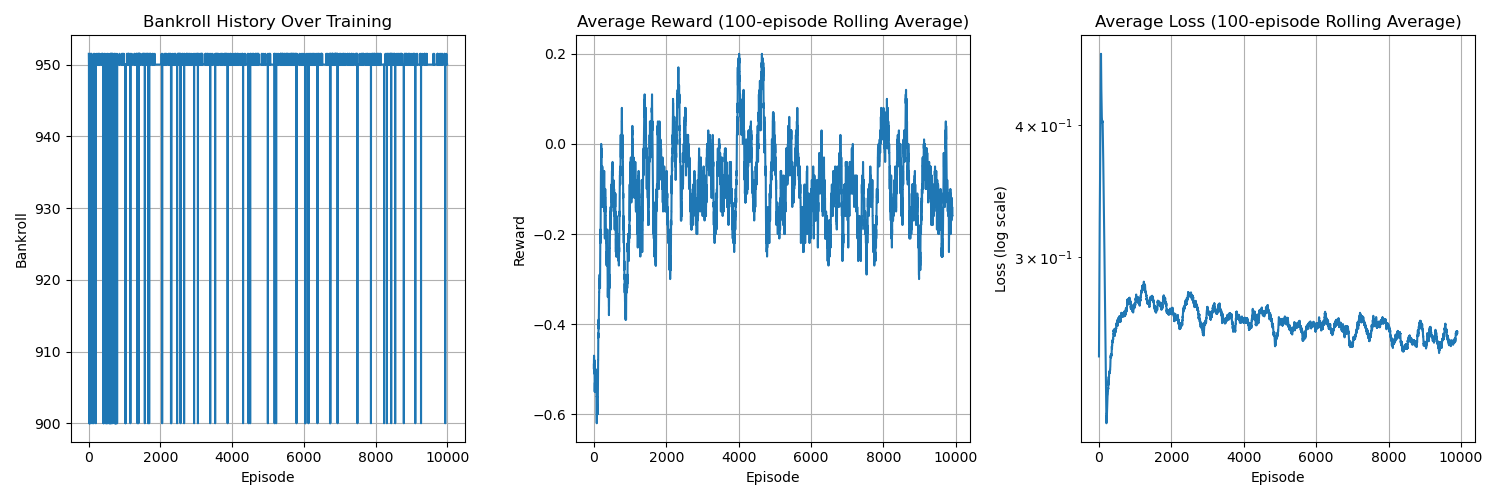 Bankroll History Over Training
Bankroll
950
940
930
920
910
900
0 2000 4000 6000 8000 10000
Episode
Average Reward (100-episode Rolling Average)
Reward
0.2
0.0
−0.2
−0.4
−0.6
0 2000 4000 6000 8000 10000
Episode
Average Loss (100-episode Rolling Average)
Loss (log scale)
4 × 10⁻¹
3 × 10⁻¹
0 2000 4000 6000 8000 10000
Episode